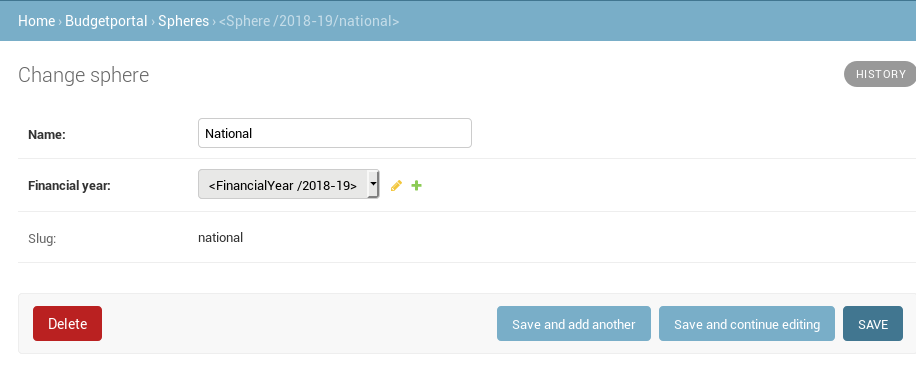 Home › Budgetportal › Spheres › <Sphere /2018-19/national>
Change sphere
HISTORY
Name: National
Financial year: <FinancialYear /2018-19>
Slug: national
Delete Save and add another Save and continue editing SAVE